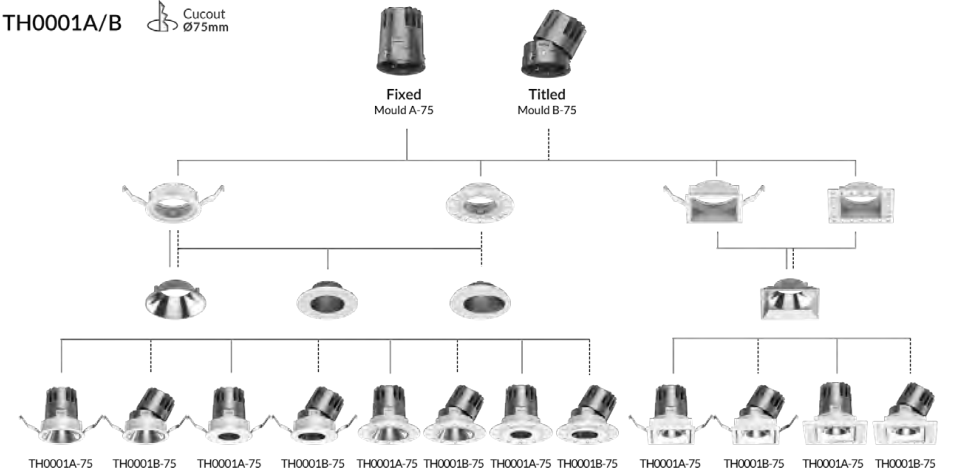 TH0001A/B
Cucout
Ø75mm
Fixed
Mould A-75
Titled
Mould B-75
TH0001A-75 TH0001B-75 TH0001A-75 TH0001B-75 TH0001A-75 TH0001B-75 TH0001A-75 TH0001B-75 TH0001A-75 TH0001B-75 TH0001A-75 TH0001B-75